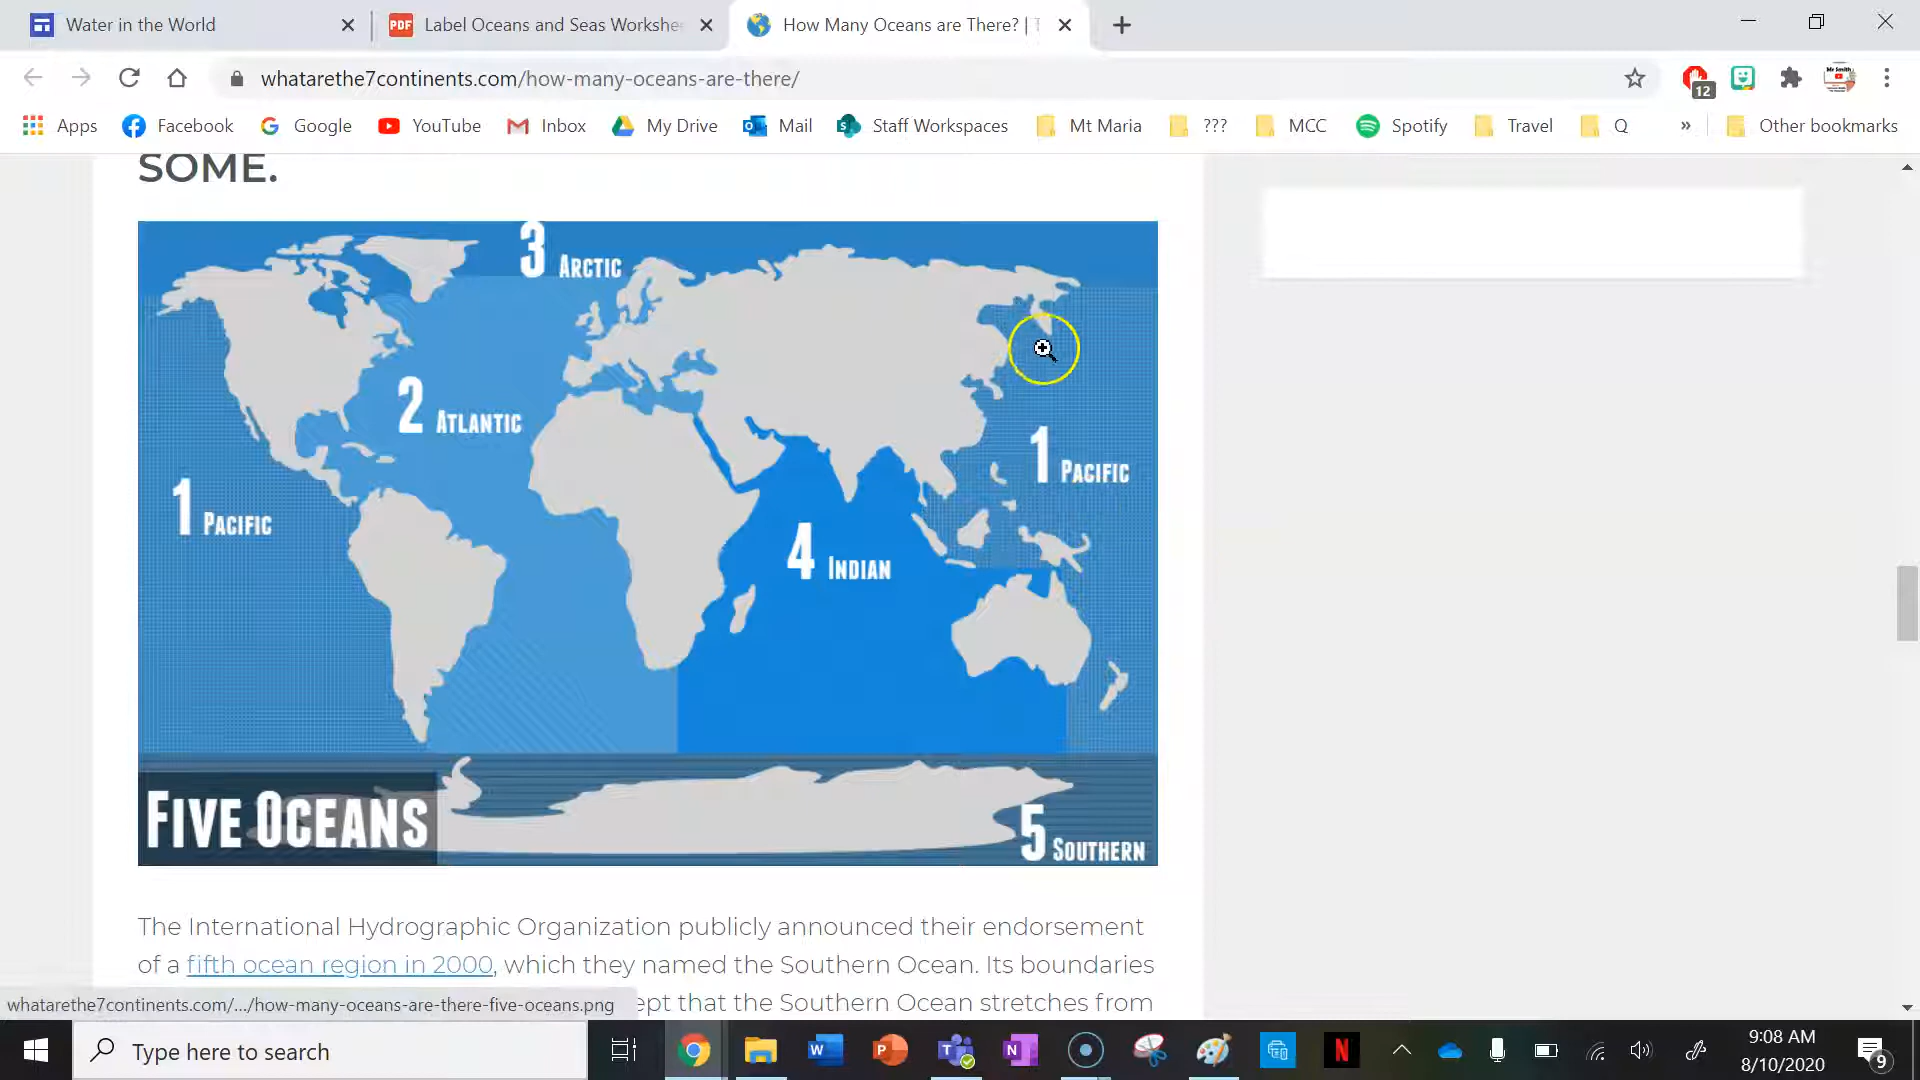 Water in the World
PDF
Label Oceans and Seas Workshe
How Many Oceans are There? |
whatarethe7continents.com/how-many-oceans-are-there/
12
Apps
Facebook
Google
YouTube
Inbox
My Drive
Mail
Staff Workspaces
Mt Maria
???
MCC
Spotify
Travel
Q
»
Other bookmarks
SOME.
3 ARCTIC
2 ATLANTIC
1 PACIFIC
1 PACIFIC
4 INDIAN
FIVE OCEANS
5 SOUTHERN
The International Hydrographic Organization publicly announced their endorsement
of a fifth ocean region in 2000, which they named the Southern Ocean. Its boundaries
ept that the Southern Ocean stretches from
whatarethe7continents.com/.../how-many-oceans-are-there-five-oceans.png
Type here to search
9:08 AM
8/10/2020
9